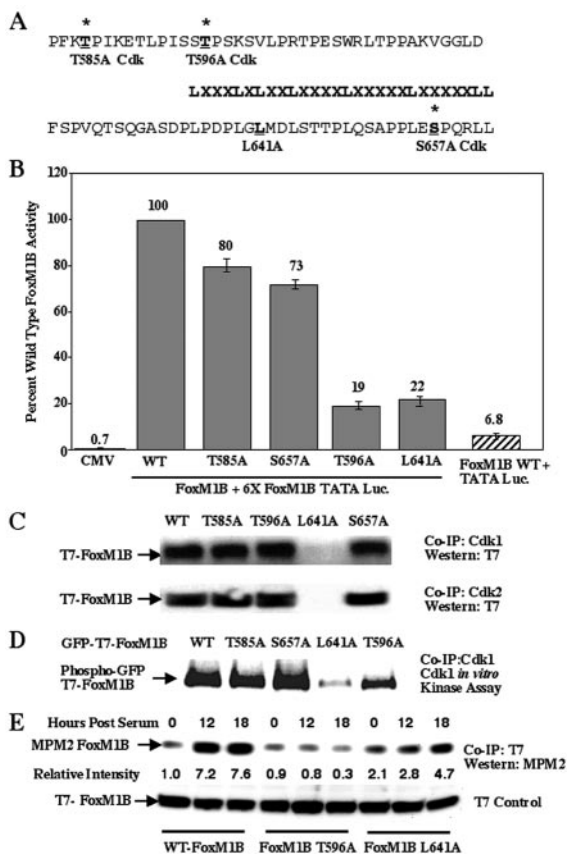 A
* *
PFKTPIKETLPISSTPSKSVLPRTPESWRLTPPAKVGGLD
T585A Cdk T596A Cdk
LXXXLXLXXLXXLXXXXLXXXXLXXXXLXXXXXLL
*
FSPVQTSQGASDPLPDPLGLMDLSTTPLQSAPPLESPQRLL
L641A S657A Cdk
B
Percent Wild Type FoxM1B Activity
120
100
80
60
40
20
0
0.7
100
80
73
19
22
6.8
CMV WT T585A S657A T596A L641A FoxM1B WT + TATA Luc.
FoxM1B + 6X FoxM1B TATA Luc.
C
WT T585A T596A L641A S657A
T7-FoxM1B
Co-IP: Cdk1
Western: T7
T7-FoxM1B
Co-IP: Cdk2
Western: T7
D
GFP-T7-FoxM1B WT T585A S657A L641A T596A
Phospho-GFP
T7-FoxM1B
Co-IP:Cdk1
Cdk1 in vitro
Kinase Assay
E
Hours Post Serum 0 12 18 0 12 18 0 12 18
MPM2 FoxM1B
Co-IP: T7
Western: MPM2
Relative Intensity 1.0 7.2 7.6 0.9 0.8 0.3 2.1 2.8 4.7
T7- FoxM1B
T7 Control
WT-FoxM1B FoxM1B T596A FoxM1B L641A